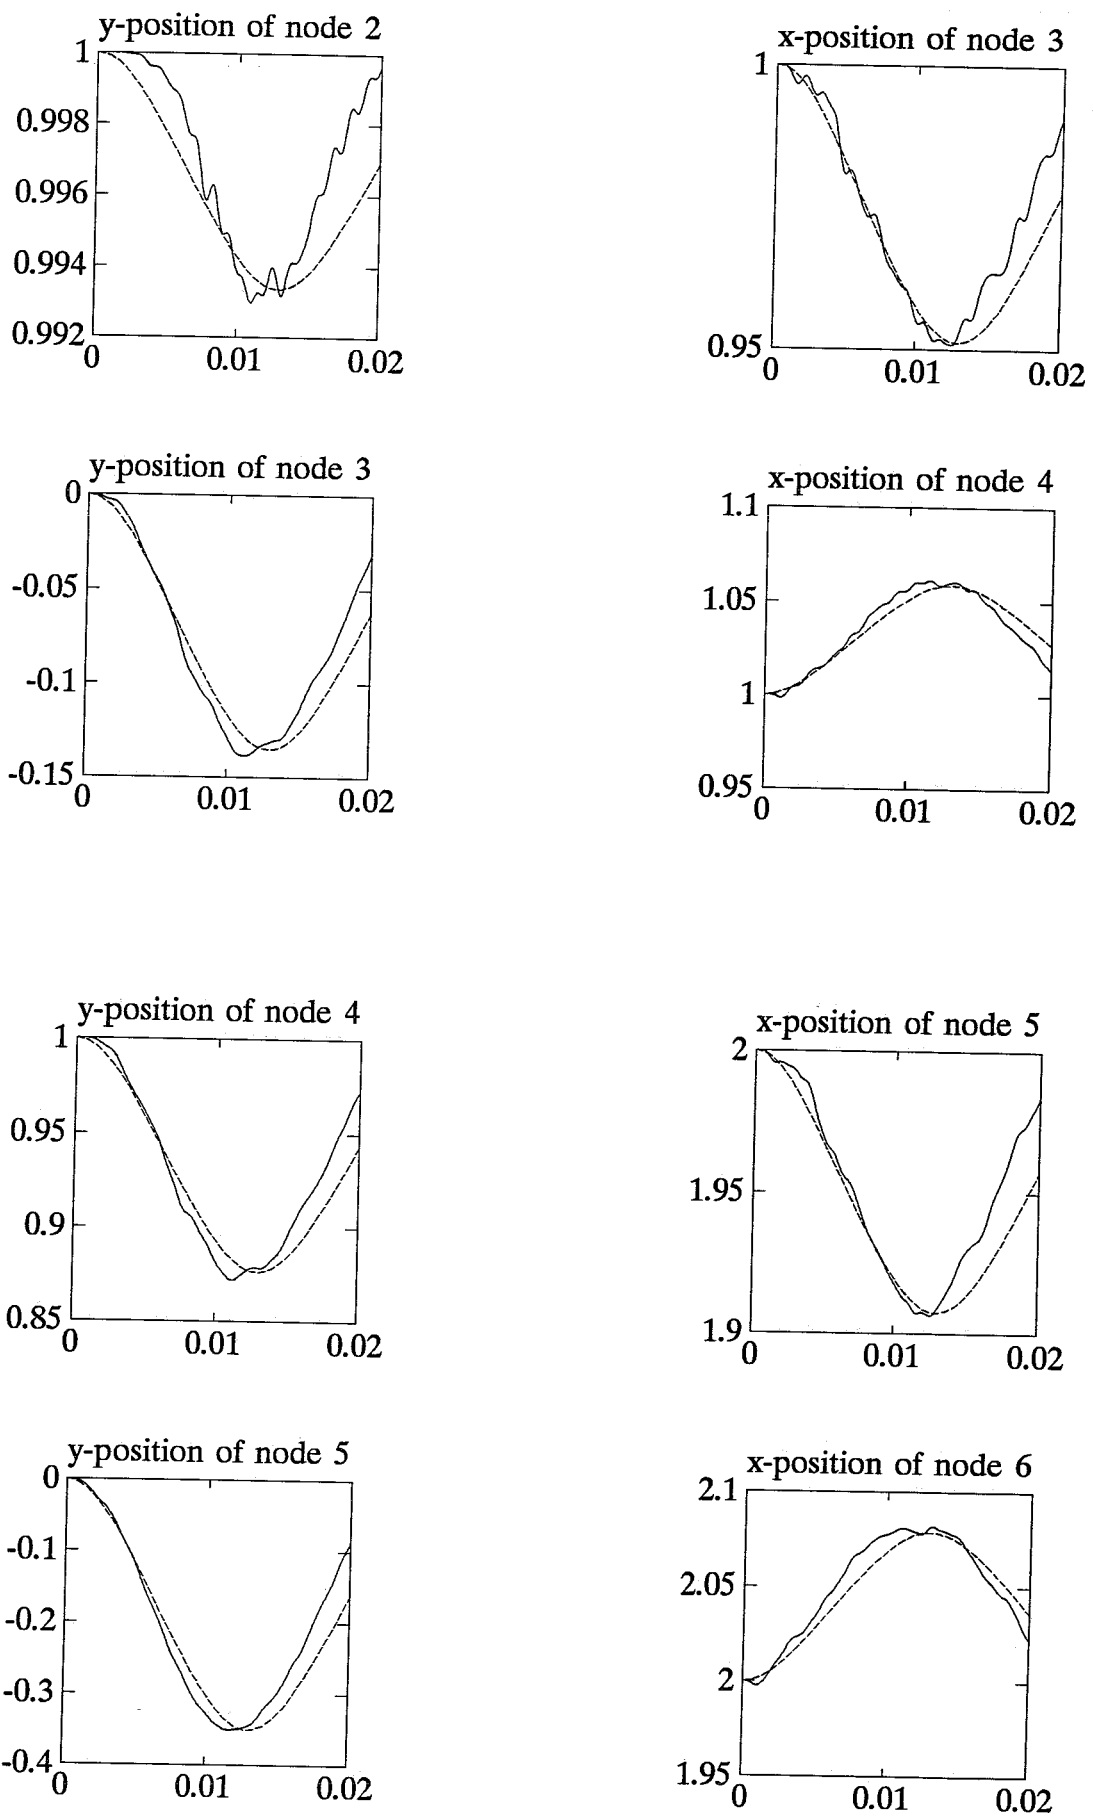 y-position of node 2
1
0.998
0.996
0.994
0.992
0 0.01 0.02
x-position of node 3
1
0.95
0 0.01 0.02
y-position of node 3
0
-0.05
-0.1
-0.15
0 0.01 0.02
x-position of node 4
1.1
1.05
1
0.95
0 0.01 0.02
y-position of node 4
1
0.95
0.9
0.85
0 0.01 0.02
x-position of node 5
2
1.95
1.9
0 0.01 0.02
y-position of node 5
0
-0.1
-0.2
-0.3
-0.4
0 0.01 0.02
x-position of node 6
2.1
2.05
2
1.95
0 0.01 0.02